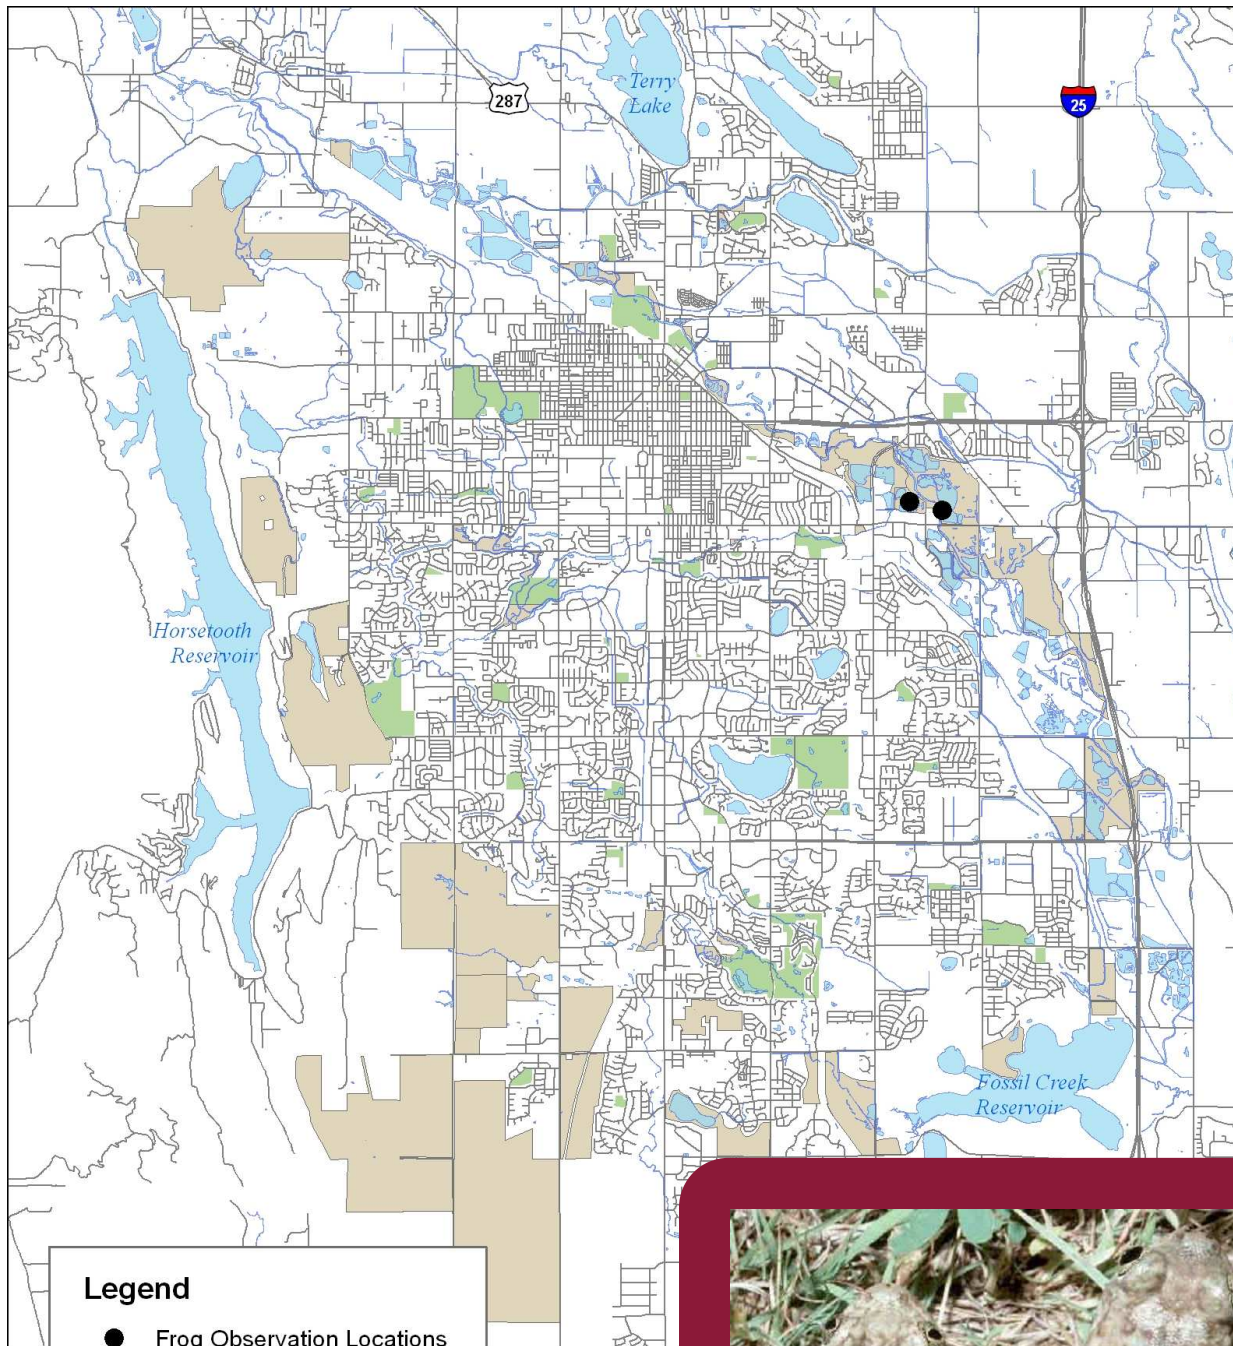 Terry
Lake
287
25
Horsetooth
Reservoir
Fossil Creek
Reservoir
Legend
Frog Observation Locations